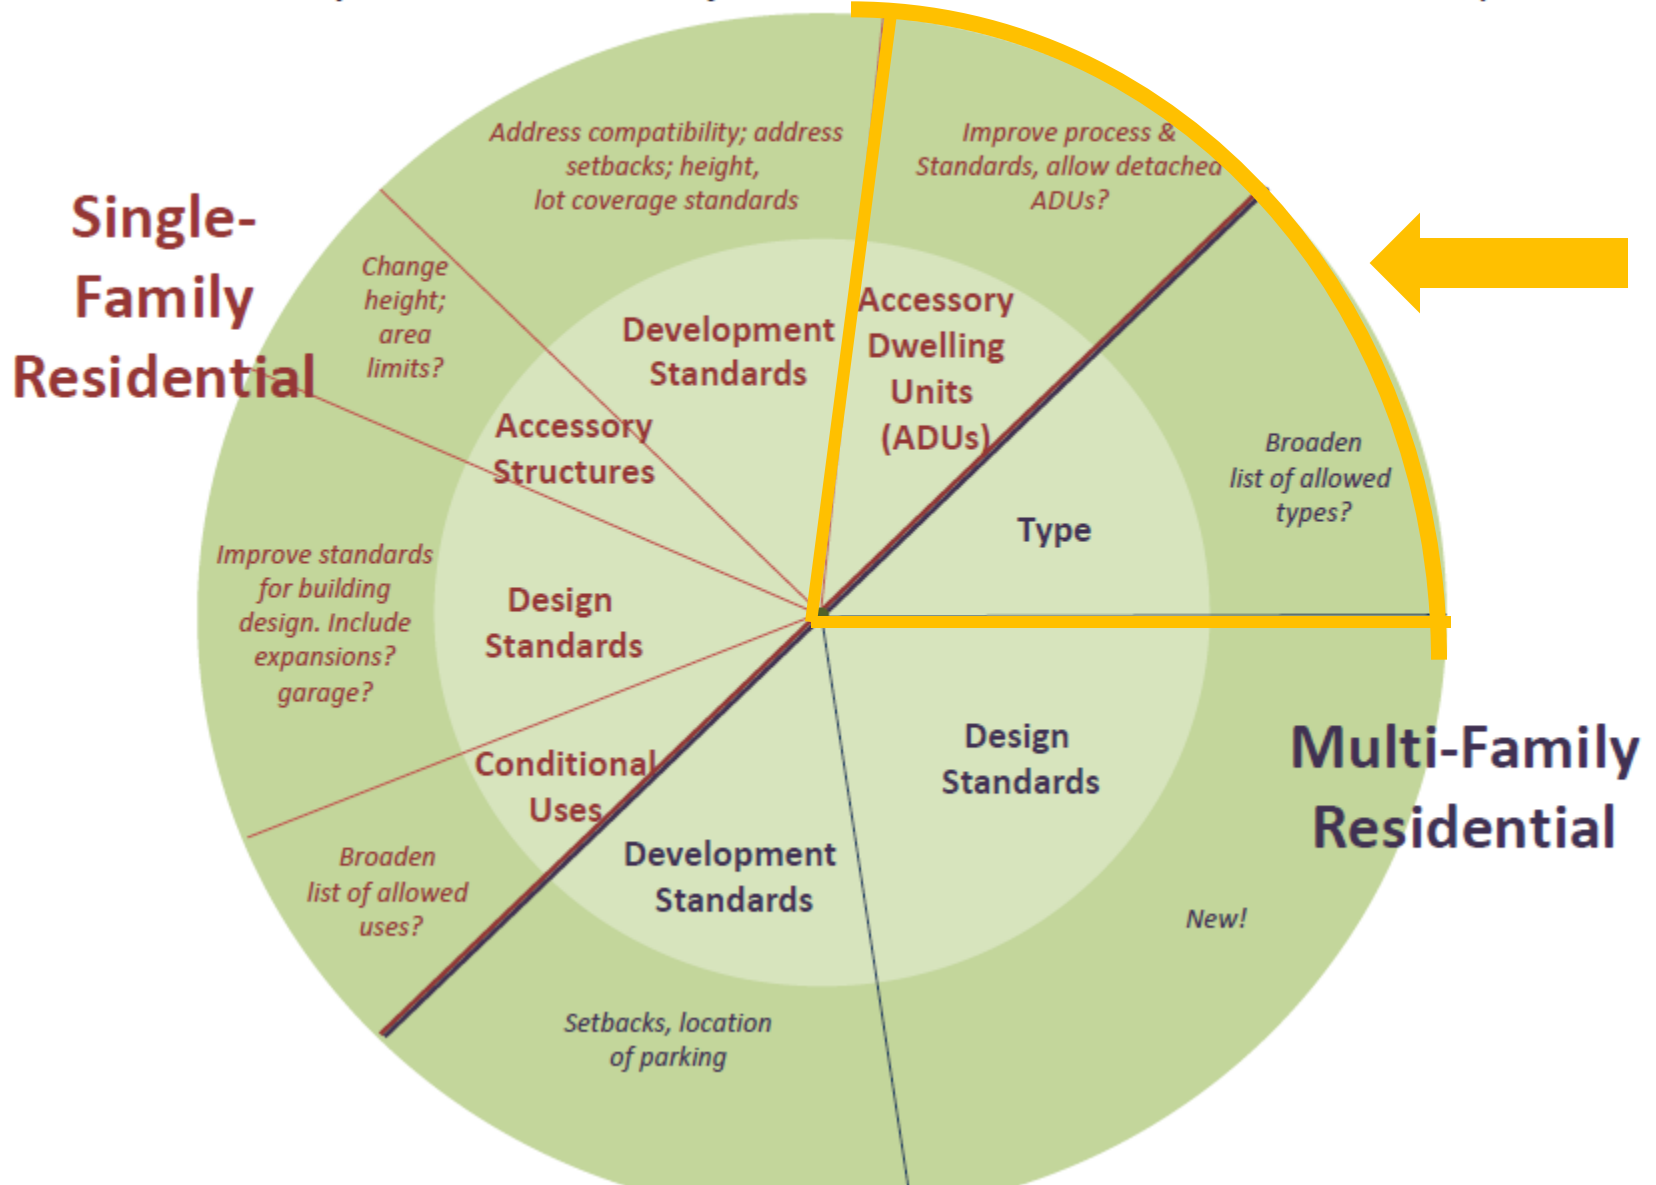 Address compatibility; address
setbacks; height,
lot coverage standards
Improve process &
Standards, allow detached
ADUs?
Single-
Family
Residential
Change
height;
area
limits?
Development
Standards
Accessory
Dwelling
Units
(ADUs)
Accessory
Structures
Broaden
list of allowed
types?
Type
Improve standards
for building
design. Include
expansions?
garage?
Design
Standards
Design
Standards
Multi-Family
Residential
Conditional
Uses
Broaden
list of allowed
uses?
Development
Standards
New!
Setbacks, location
of parking